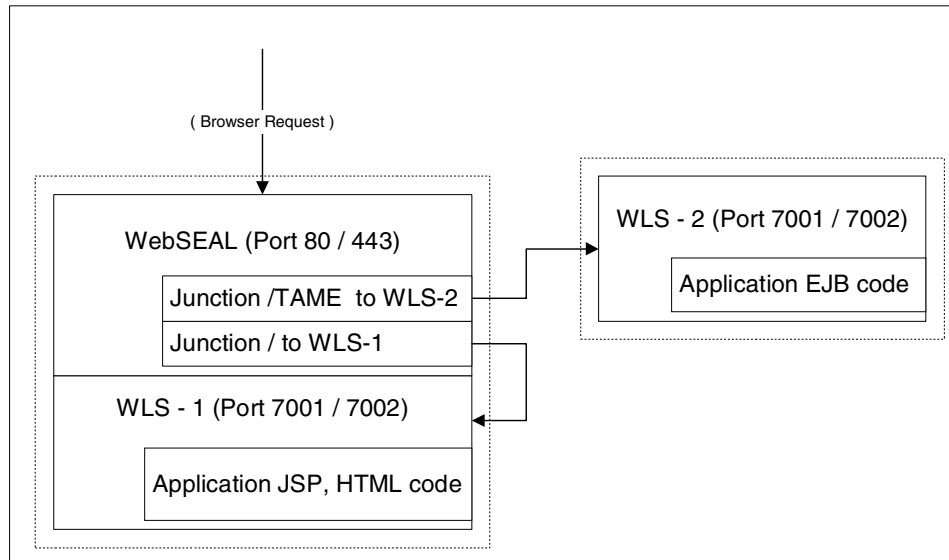 ( Browser Request )
WebSEAL (Port 80 / 443)
Junction /TAME to WLS-2
Junction / to WLS-1
WLS - 1 (Port 7001 / 7002)
Application JSP, HTML code
WLS - 2 (Port 7001 / 7002)
Application EJB code